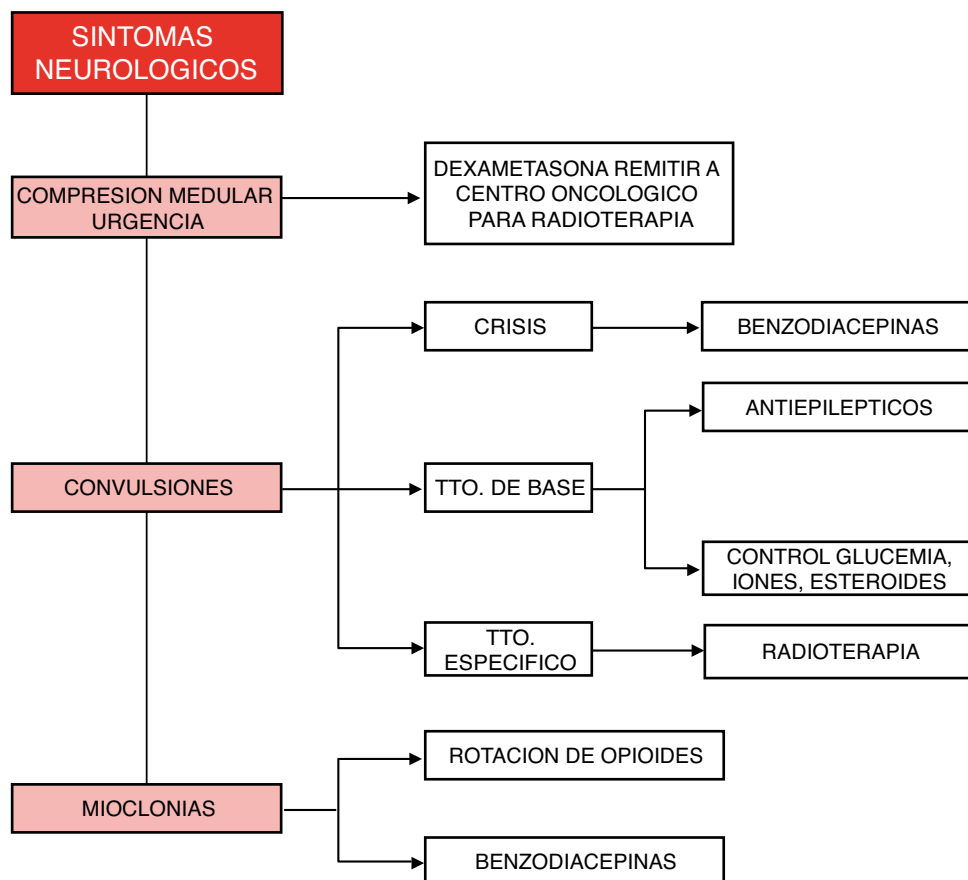 SINTOMAS
NEUROLOGICOS
COMPRESION MEDULAR
URGENCIA
DEXAMETASONA REMITIR A
CENTRO ONCOLOGICO
PARA RADIOTERAPIA
CONVULSIONES
CRISIS
BENZODIACEPINAS
TTO. DE BASE
ANTIEPILEPTICOS
CONTROL GLUCEMIA,
IONES, ESTEROIDES
TTO.
ESPECIFICO
RADIOTERAPIA
MIOCLONIAS
ROTACION DE OPIOIDES
BENZODIACEPINAS